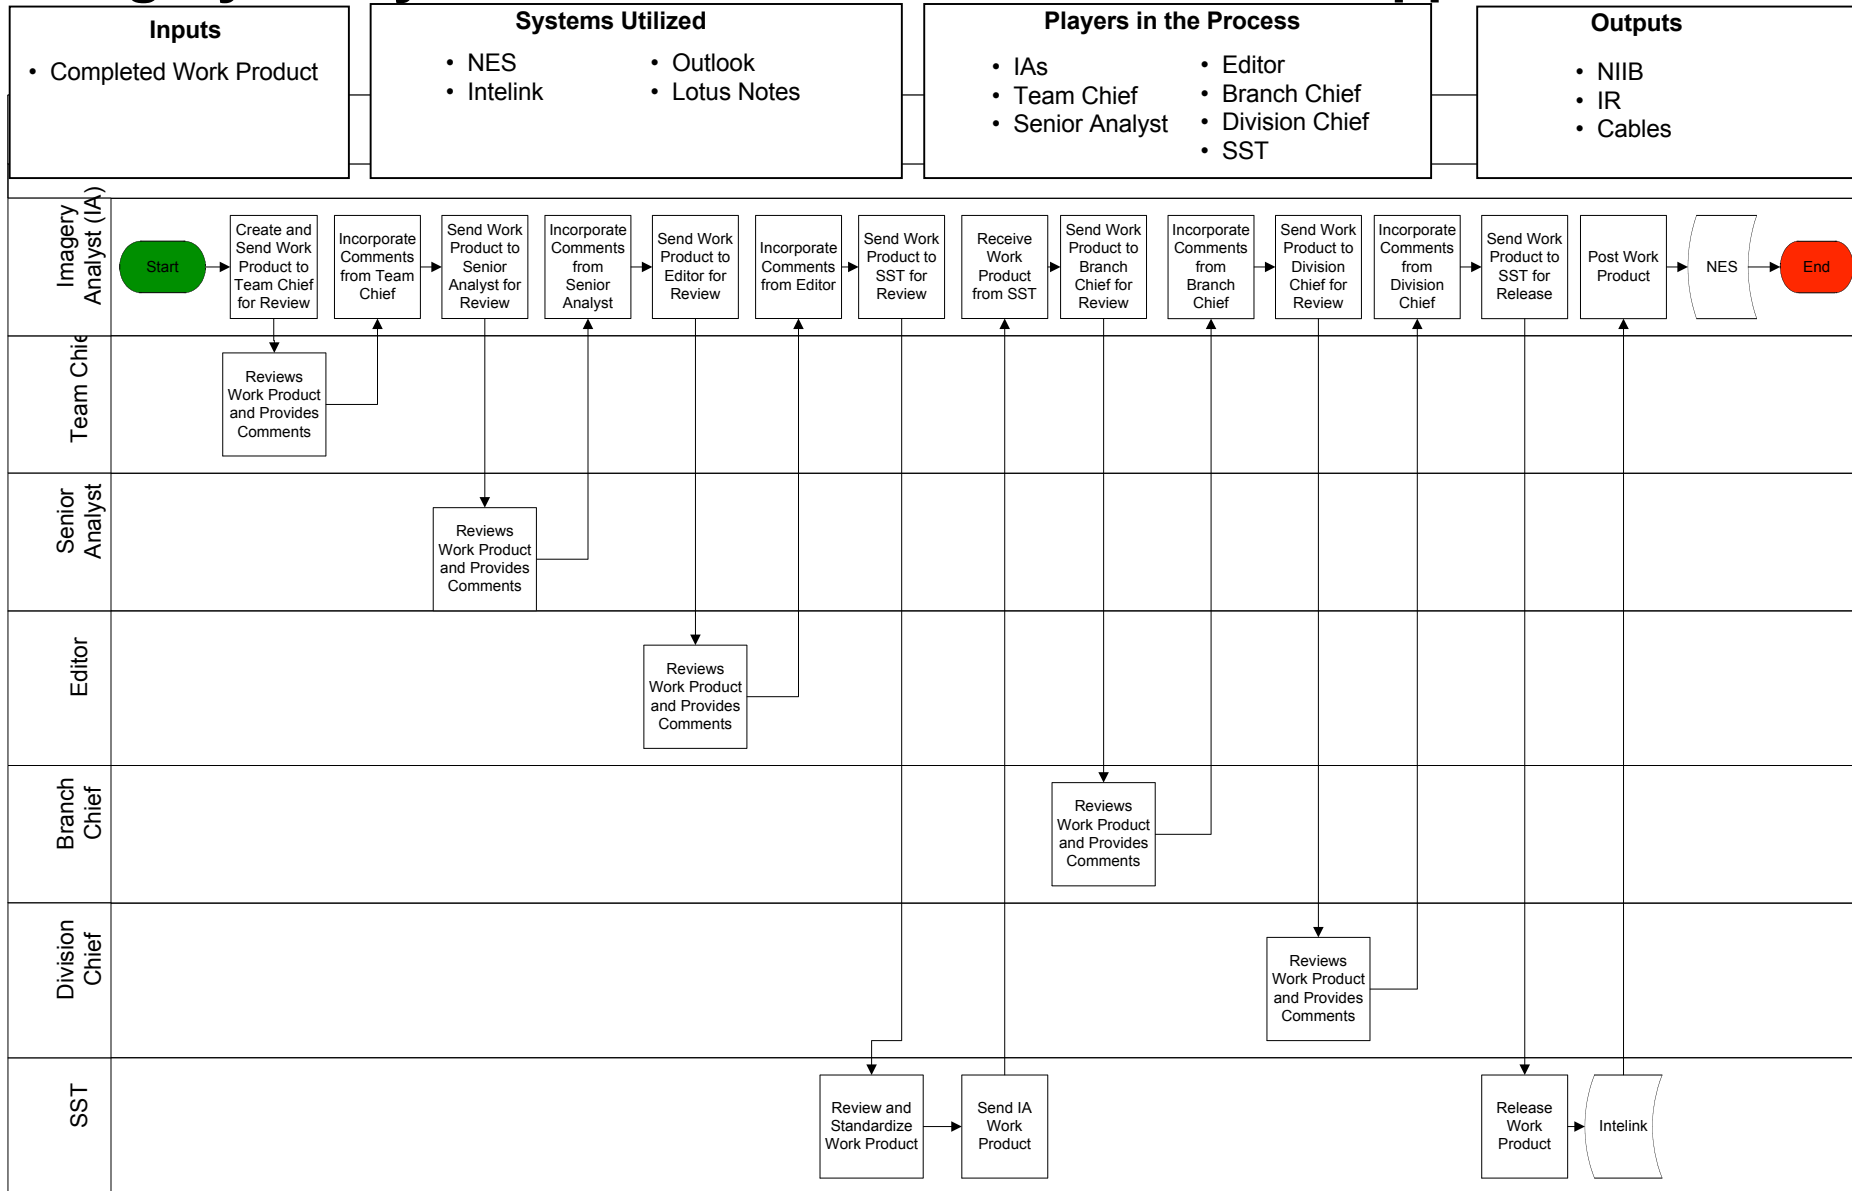 Inputs
• Completed Work Product
Systems Utilized
• NES
• Intelink
• Outlook
• Lotus Notes
Players in the Process
• IAs
• Team Chief
• Senior Analyst
• Editor
• Branch Chief
• Division Chief
• SST
Outputs
• NIIB
• IR
• Cables
Imagery
Analyst (IA)
Start
Create and
Send Work
Product to
Team Chief
for Review
Incorporate
Comments
from Team
Chief
Send Work
Product to
Senior
Analyst for
Review
Incorporate
Comments
from
Senior
Analyst
Send Work
Product to
Editor for
Review
Incorporate
Comments
from Editor
Send Work
Product to
SST for
Review
Receive
Work
Product
from SST
Send Work
Product to
Branch
Chief for
Review
Incorporate
Comments
from
Branch
Chief
Send Work
Product to
Division
Chief for
Review
Incorporate
Comments
from
Division
Chief
Send Work
Product to
SST for
Release
Post Work
Product
NES
End
Team Chie
Reviews
Work Product
and Provides
Comments
Senior
Analyst
Reviews
Work Product
and Provides
Comments
Editor
Reviews
Work Product
and Provides
Comments
Branch
Chief
Reviews
Work Product
and Provides
Comments
Division
Chief
Reviews
Work Product
and Provides
Comments
SST
Review and
Standardize
Work Product
Send IA
Work
Product
Release
Work
Product
Intelink